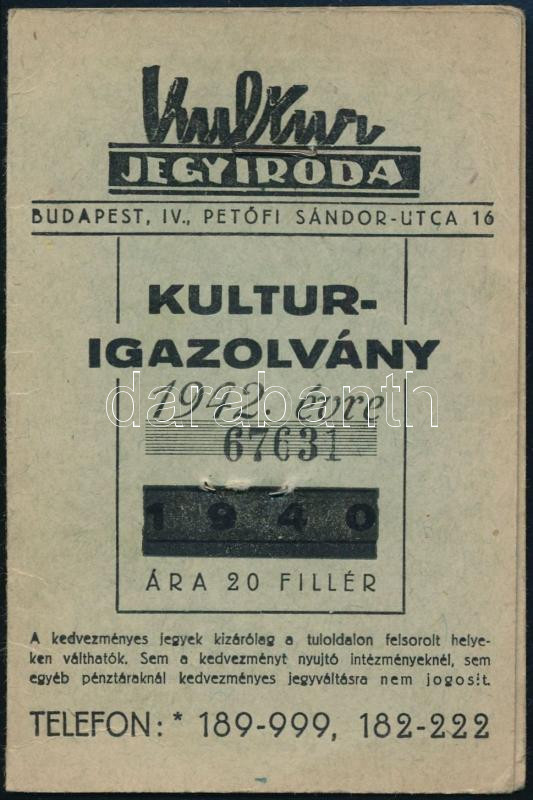 Kultur
JEGYIRODA
BUDAPEST, IV., PETŐFI SÁNDOR-UTCA 16
KULTUR-
IGAZOLVÁNY
1942. évre
darabanth
67631
1940
ÁRA 20 FILLÉR
A kedvezményes jegyek kizárólag a tuloldalon felsorolt helye-
ken válthatók. Sem a kedvezményt nyujtó intézményeknél, sem
egyéb pénztáraknál kedvezményes jegyváltásra nem jogosit.
TELEFON: * 189-999, 182-222